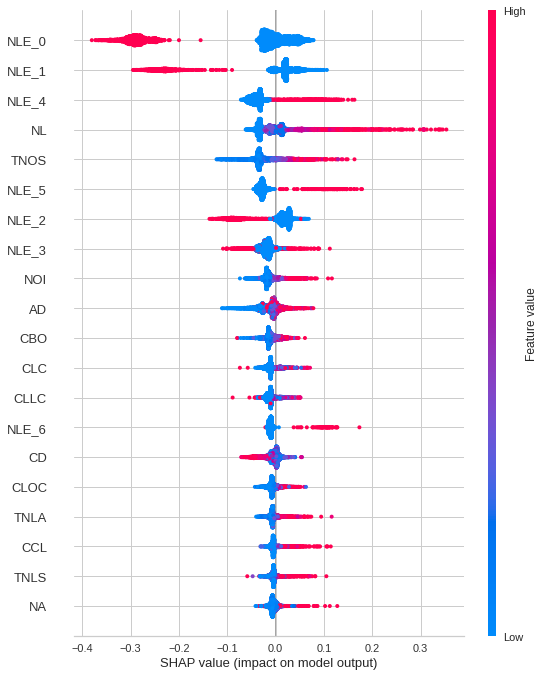 High
NLE_0
NLE_1
NLE_4
NL
TNOS
NLE_5
NLE_2
NLE_3
NOI
AD
CBO
CLC
CLLC
NLE_6
CD
CLOC
TNLA
CCL
TNLS
NA
Feature value
Low
−0.4 −0.3 −0.2 −0.1 0.0 0.1 0.2 0.3
SHAP value (impact on model output)